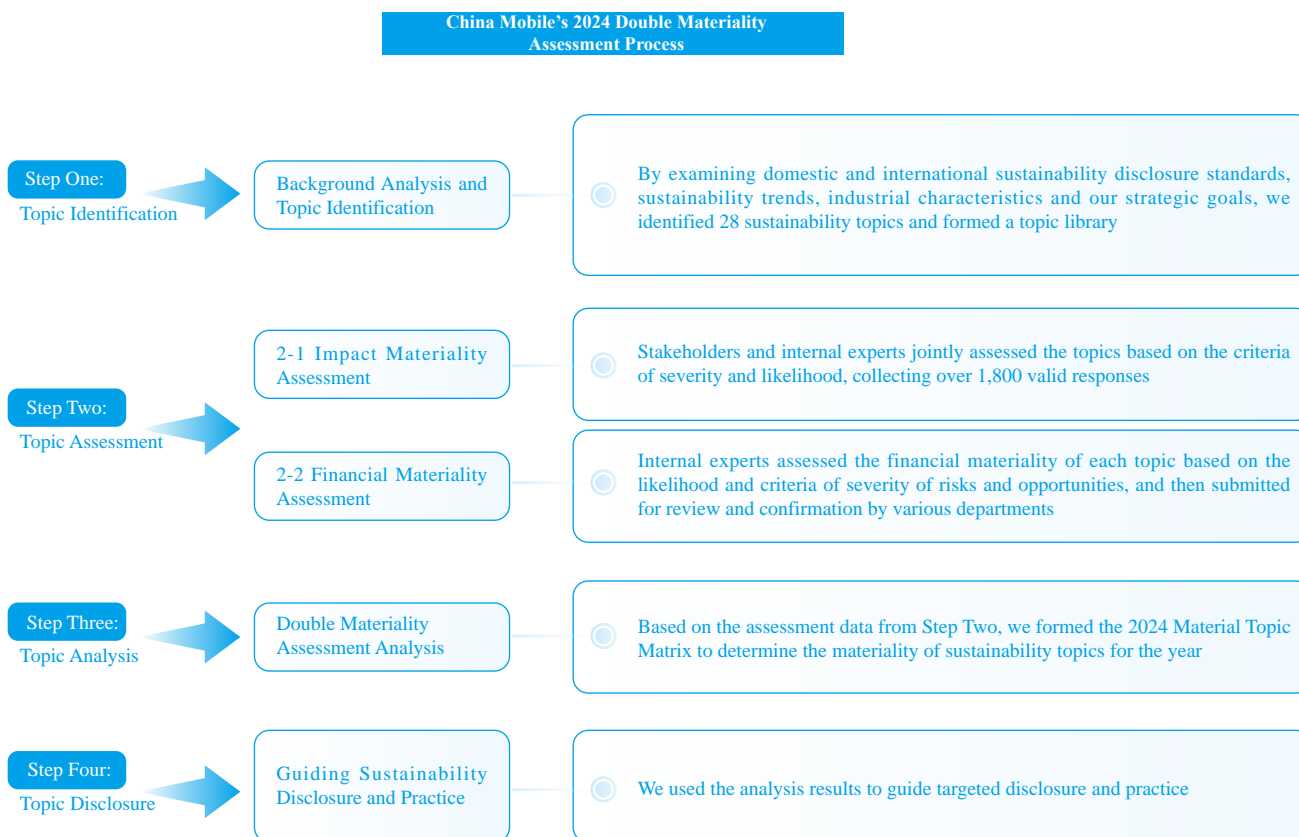 China Mobile's 2024 Double Materiality
Assessment Process
Step One:
Topic Identification
Background Analysis and
Topic Identification
By examining domestic and international sustainability disclosure standards,
sustainability trends, industrial characteristics and our strategic goals, we
identified 28 sustainability topics and formed a topic library
Step Two:
Topic Assessment
2-1 Impact Materiality
Assessment
Stakeholders and internal experts jointly assessed the topics based on the criteria
of severity and likelihood, collecting over 1,800 valid responses
2-2 Financial Materiality
Assessment
Internal experts assessed the financial materiality of each topic based on the
likelihood and criteria of severity of risks and opportunities, and then submitted
for review and confirmation by various departments
Step Three:
Topic Analysis
Double Materiality
Assessment Analysis
Based on the assessment data from Step Two, we formed the 2024 Material Topic
Matrix to determine the materiality of sustainability topics for the year
Step Four:
Topic Disclosure
Guiding Sustainability
Disclosure and Practice
We used the analysis results to guide targeted disclosure and practice